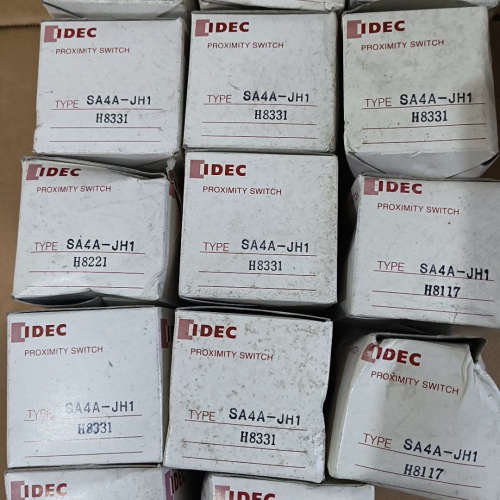 IDEC
PROXIMITY SWITCH
TYPE SA4A-JH1
H8331
IDEC
PROXIMITY SWITCH
TYPE SA4A-JH1
H8331
IDEC
PROXIMITY SWITCH
TYPE SA4A-JH1
H8331
IDEC
PROXIMITY SWITCH
TYPE SA4A-JH1
H8221
IDEC
PROXIMITY SWITCH
TYPE SA4A-JH1
H8331
IDEC
PROXIMITY SWITCH
TYPE SA4A-JH1
H8117
IDEC
PROXIMITY SWITCH
TYPE SA4A-JH1
H8331
IDEC
PROXIMITY SWITCH
TYPE SA4A-JH1
H8331
IDEC
PROXIMITY SWITCH
TYPE SA4A-JH1
H8117
IDEC
IDEC